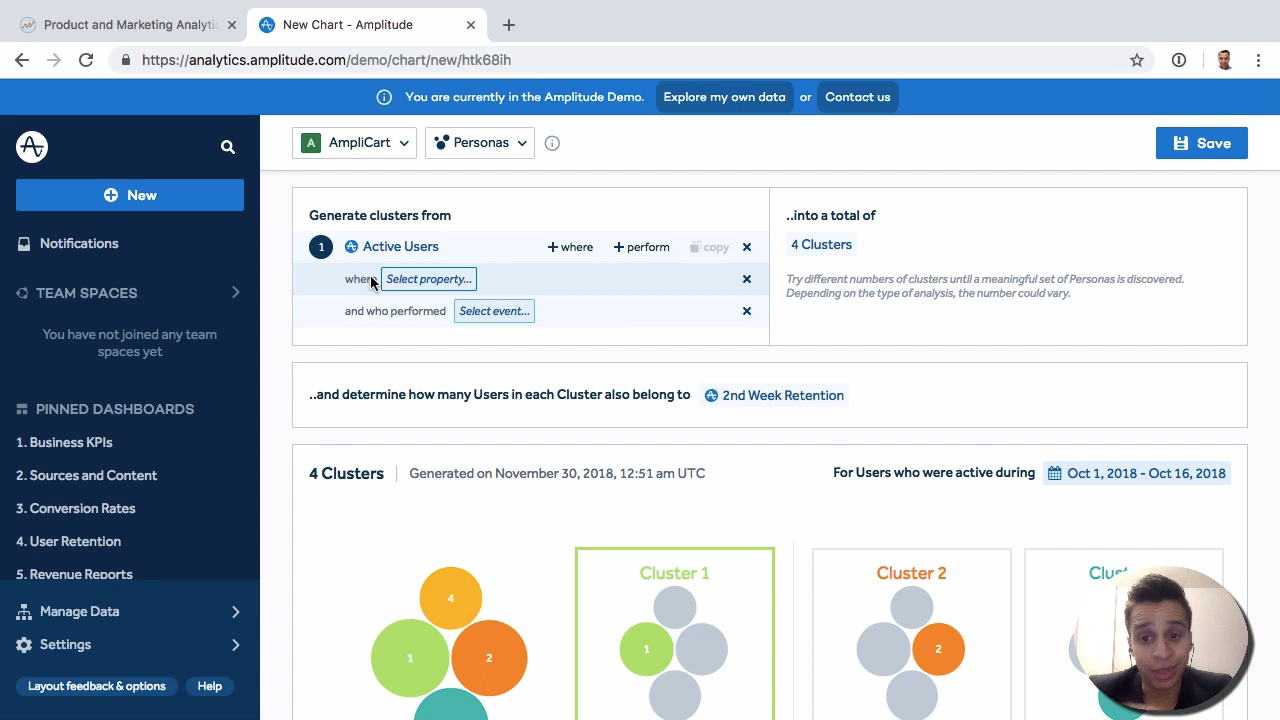 Product and Marketing Analytic
New Chart - Amplitude
https://analytics.amplitude.com/demo/chart/new/htk68ih
You are currently in the Amplitude Demo. Explore my own data or Contact us
New
Notifications
TEAM SPACES
You have not joined any team
spaces yet
PINNED DASHBOARDS
1. Business KPIs
2. Sources and Content
3. Conversion Rates
4. User Retention
5. Revenue Reports
Manage Data
Settings
Layout feedback & options Help
A AmpliCart Personas
Save
Generate clusters from
1 Active Users + where + perform copy
where Select property...
and who performed Select event...
..into a total of
4 Clusters
Try different numbers of clusters until a meaningful set of Personas is discovered.
Depending on the type of analysis, the number could vary.
..and determine how many Users in each Cluster also belong to 2nd Week Retention
4 Clusters Generated on November 30, 2018, 12:51 am UTC
For Users who were active during Oct 1, 2018 - Oct 16, 2018
4
1 2
Cluster 1
1
Cluster 2
2